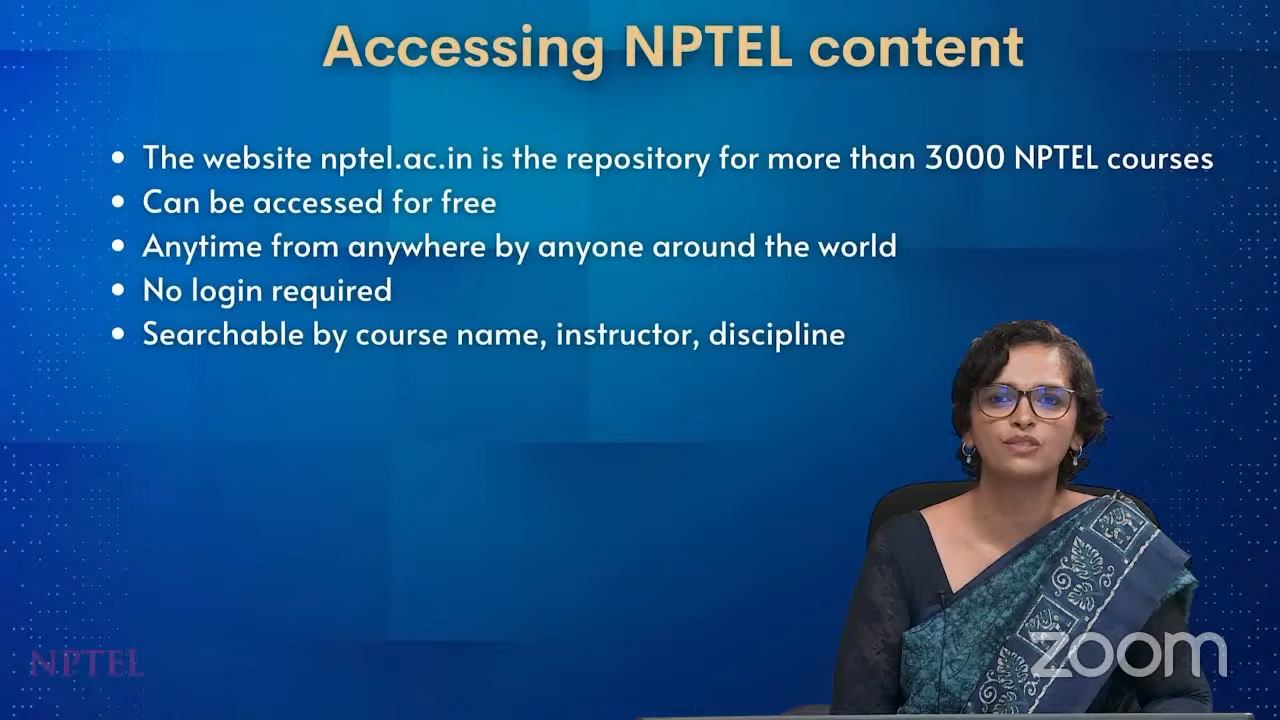 Accessing NPTEL content
• The website nptel.ac.in is the repository for more than 3000 NPTEL courses
• Can be accessed for free
• Anytime from anywhere by anyone around the world
• No login required
• Searchable by course name, instructor, discipline
NPTEL
zoom